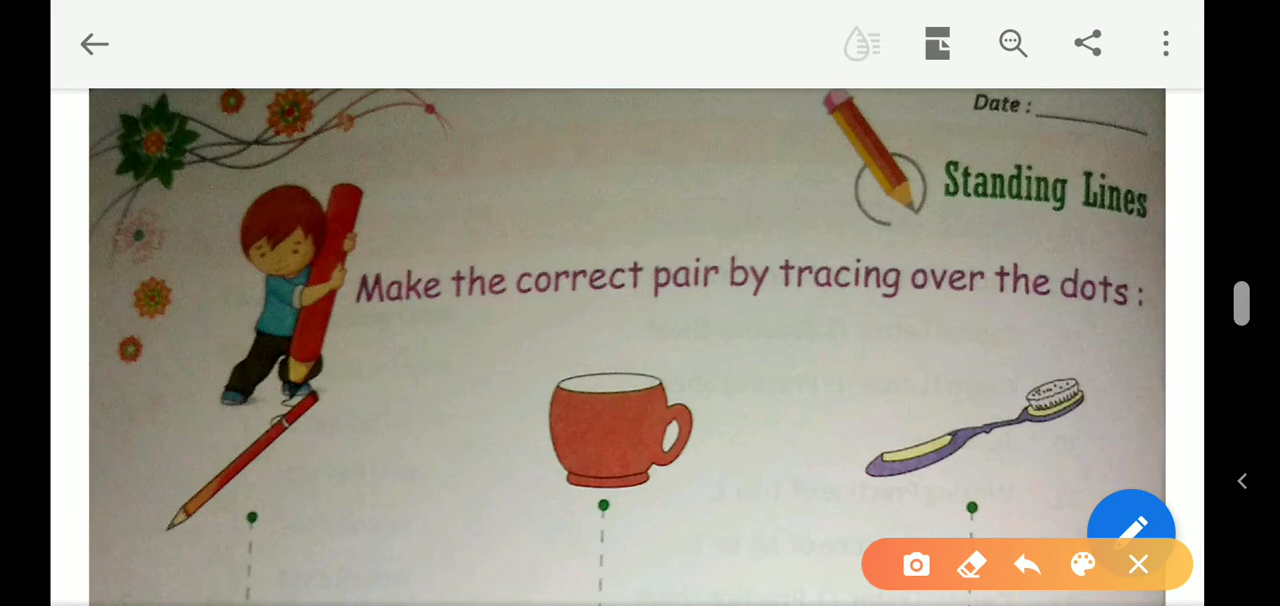 Date :
Standing Lines
Make the correct pair by tracing over the dots :